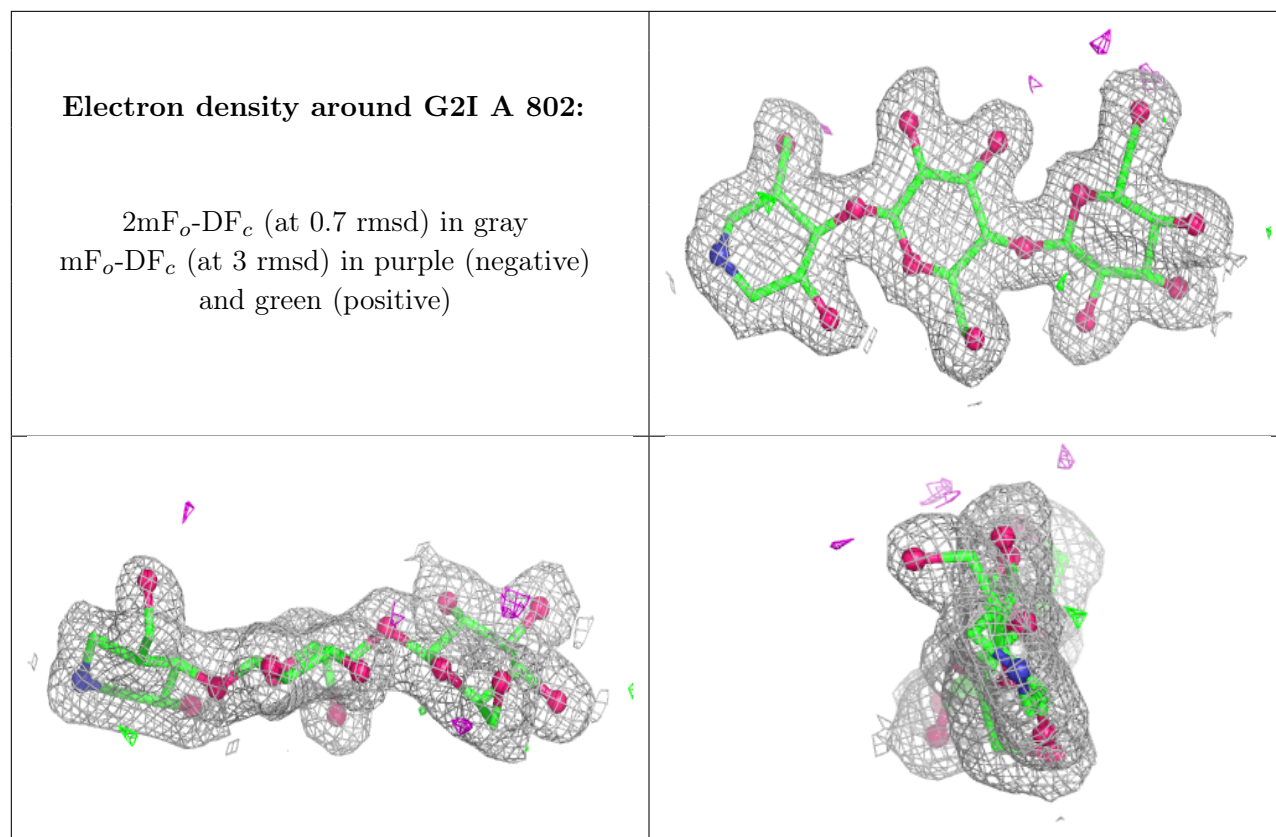 Electron density around G2I A 802:
2mFo-DFc (at 0.7 rmsd) in gray
mFo-DFc (at 3 rmsd) in purple (negative)
and green (positive)